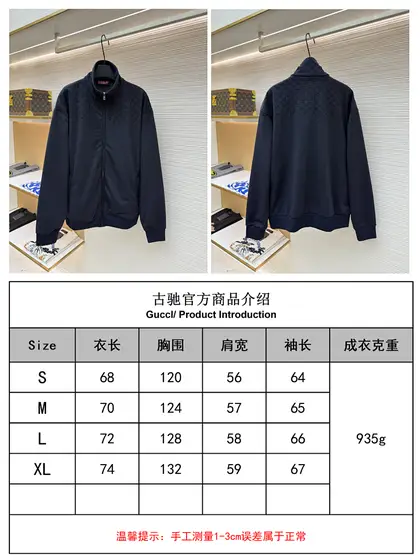 古驰官方商品介绍
GuccI/ Product Introduction
Size 衣长 胸围 肩宽 袖长 成衣克重
S 68 120 56 64
M 70 124 57 65
L 72 128 58 66
XL 74 132 59 67
935g
温馨提示：手工测量1-3cm误差属于正常